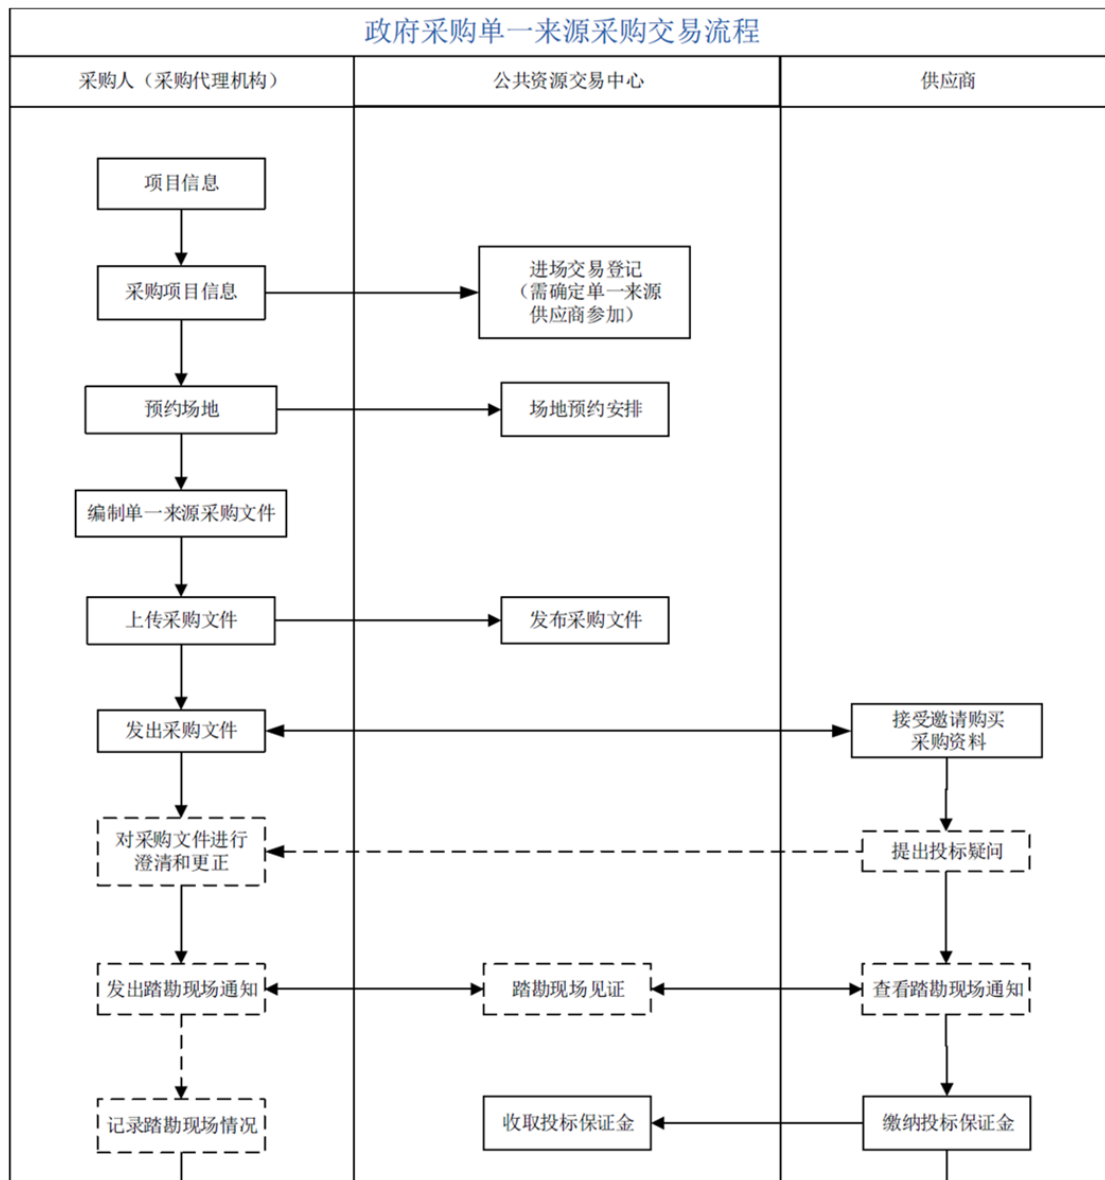 政府采购单一来源采购交易流程
采购人（采购代理机构）
公共资源交易中心
供应商
项目信息
采购项目信息
进场交易登记
（需确定单一来源
供应商参加）
预约场地
场地预约安排
编制单一来源采购文件
上传采购文件
发布采购文件
发出采购文件
接受邀请购买
采购资料
对采购文件进行
澄清和更正
提出投标疑问
发出踏勘现场通知
踏勘现场见证
查看踏勘现场通知
记录踏勘现场情况
收取投标保证金
缴纳投标保证金